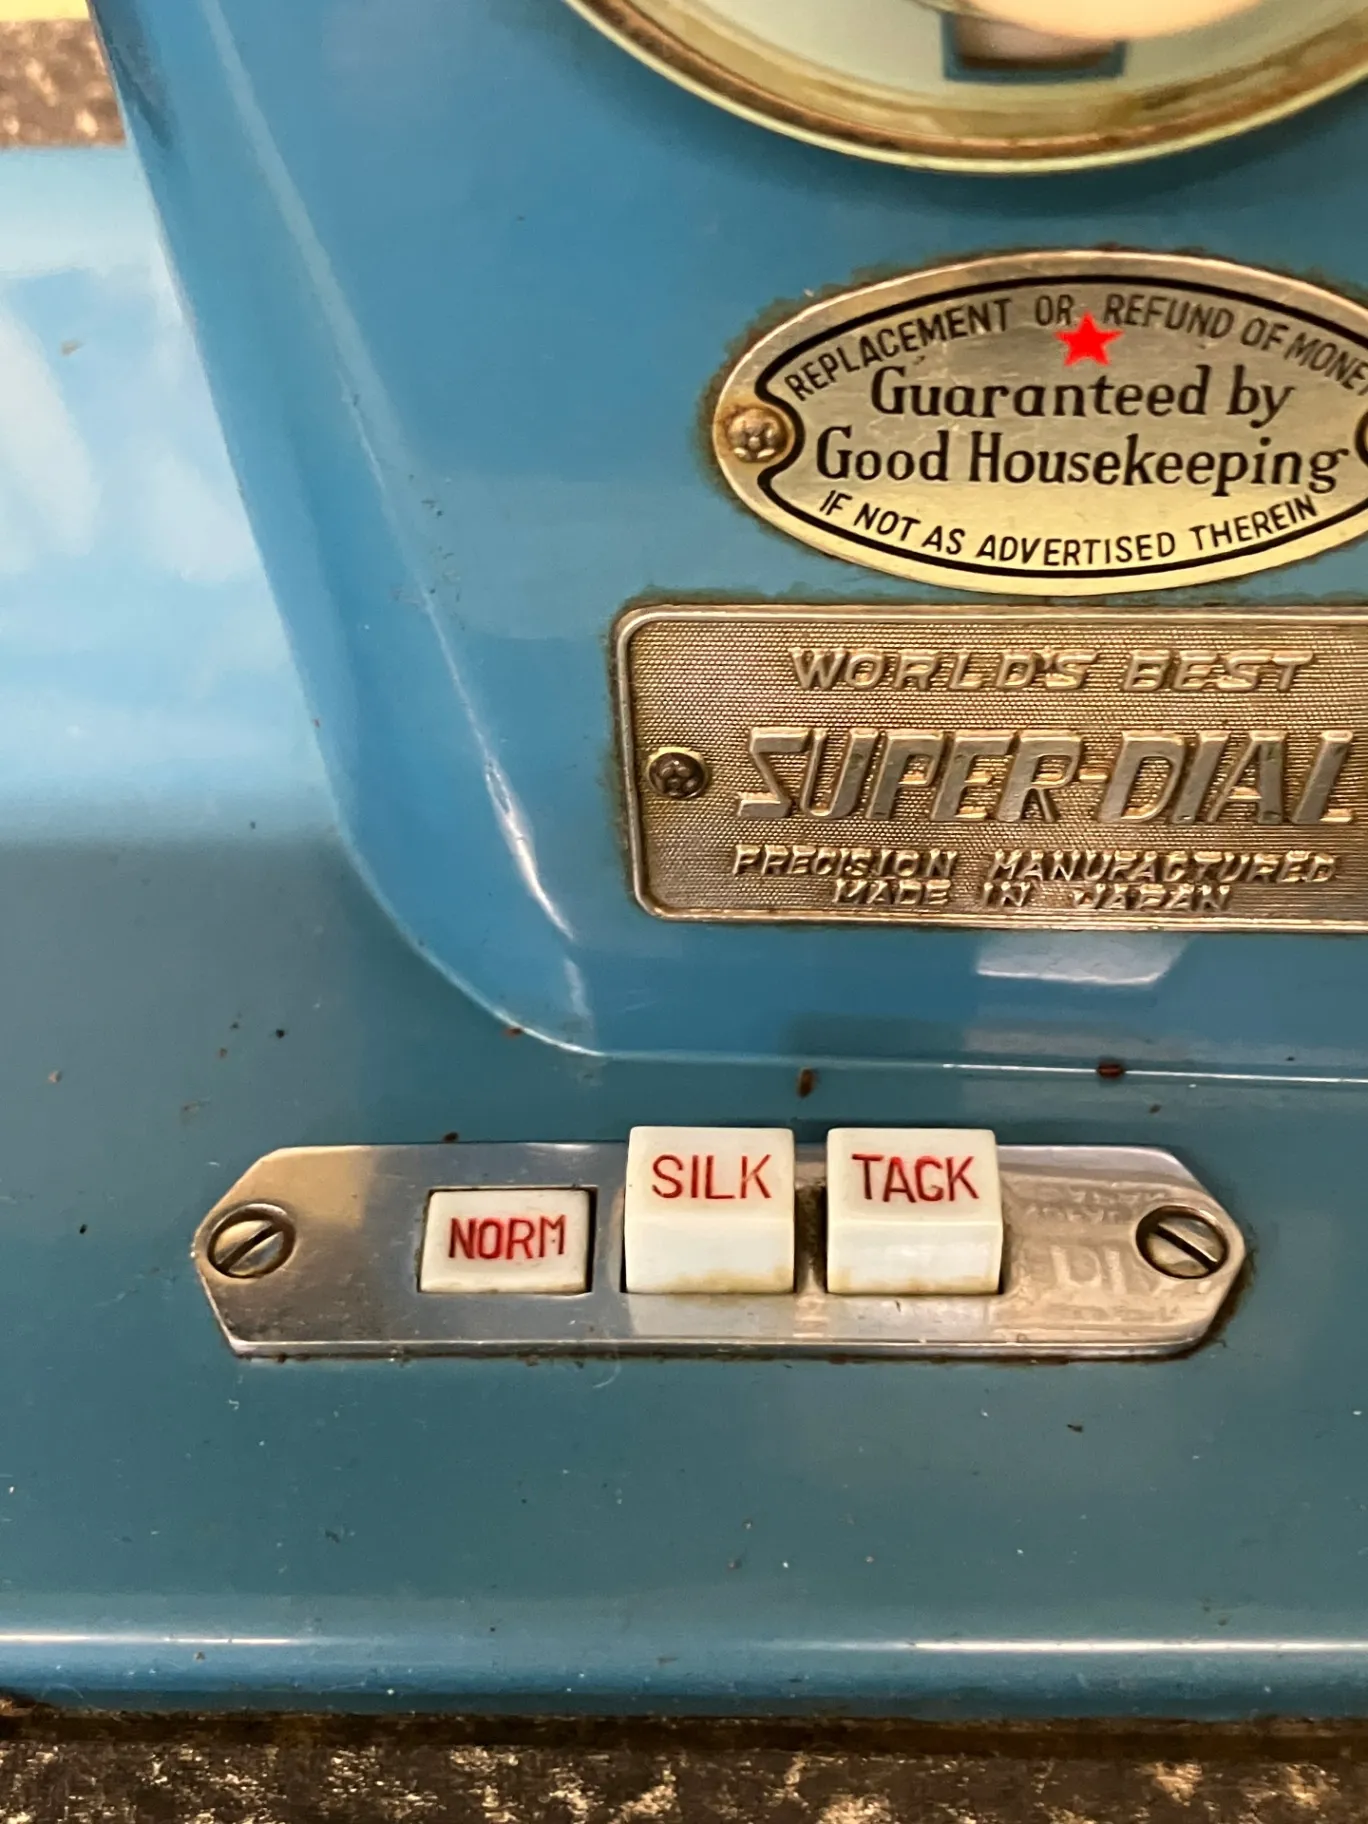 REPLACEMENT OR REFUND OF MONEY
Guaranteed by
Good Housekeeping
IF NOT AS ADVERTISED THEREIN
WORLD'S BEST
SUPER-DIAL
PRECISION MANUFACTURED
MADE IN JAPAN
NORM SILK TACK